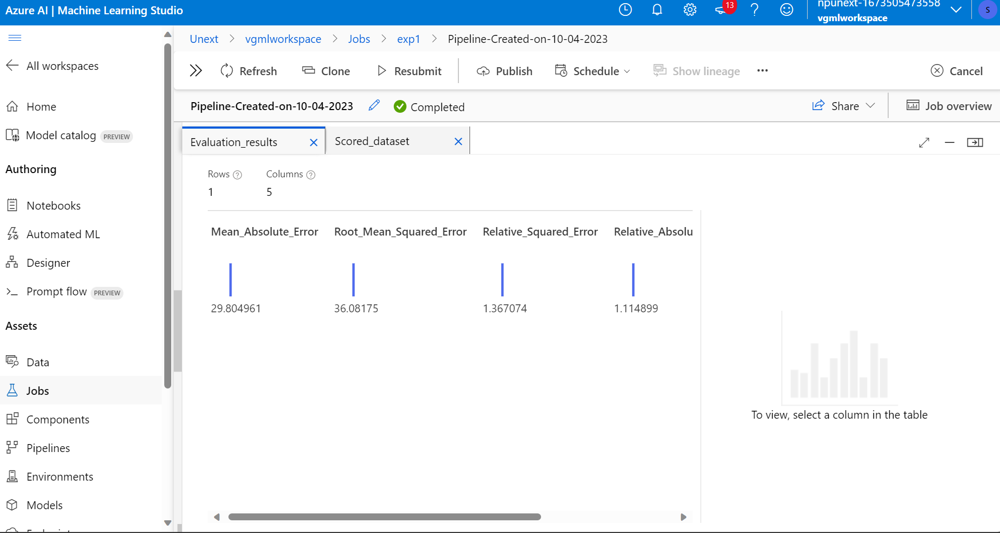 Azure AI | Machine Learning Studio
13
npunext-1673505473558
vgmlworkspace
S
All workspaces
Home
Model catalog PREVIEW
Authoring
Notebooks
Automated ML
Designer
Prompt flow PREVIEW
Assets
Data
Jobs
Components
Pipelines
Environments
Models
Unext > vgmlworkspace > Jobs > exp1 > Pipeline-Created-on-10-04-2023
Refresh Clone Resubmit Publish Schedule Show lineage ... Cancel
Pipeline-Created-on-10-04-2023 Completed Share Job overview
Evaluation_results Scored_dataset
Rows Columns
1 5
Mean_Absolute_Error Root_Mean_Squared_Error Relative_Squared_Error Relative_Absolu
29.804961 36.08175 1.367074 1.114899
To view, select a column in the table